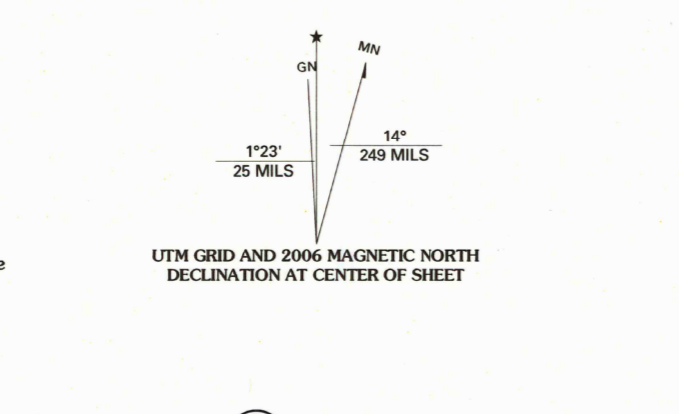 ★
GN
MN
1°23'
25 MILS
14°
249 MILS
e
UTM GRID AND 2006 MAGNETIC NORTH
DECLINATION AT CENTER OF SHEET